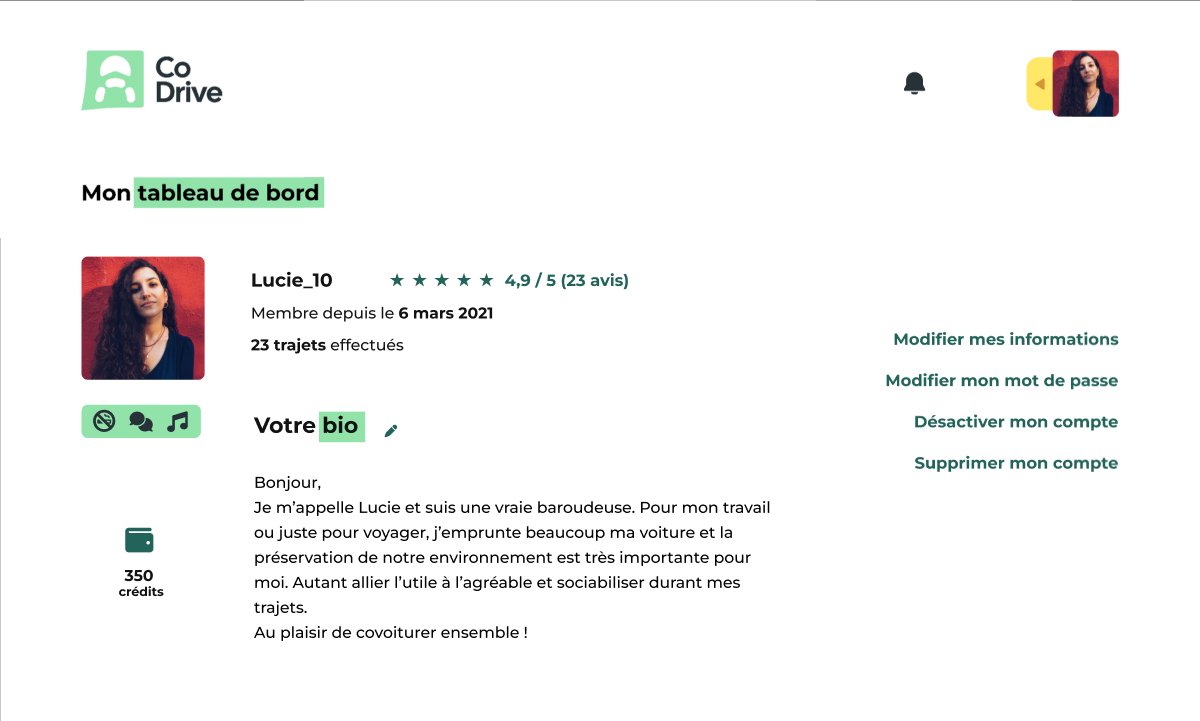 Co
Drive
Mon tableau de bord
Lucie_10 ★ ★ ★ ★ ★ 4,9 / 5 (23 avis)
Membre depuis le 6 mars 2021
23 trajets effectués
Modifier mes informations
Modifier mon mot de passe
Désactiver mon compte
Supprimer mon compte
Votre bio
Bonjour,
Je m’appelle Lucie et suis une vraie baroudeuse. Pour mon travail
ou juste pour voyager, j’emprunte beaucoup ma voiture et la
préservation de notre environnement est très importante pour
moi. Autant allier l’utile à l’agréable et sociabiliser durant mes
trajets.
Au plaisir de covoiturer ensemble !
350
crédits